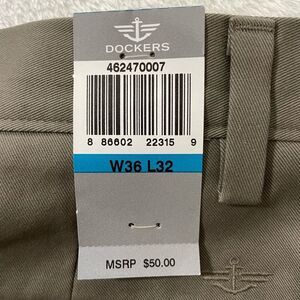 DOCKERS
462470007
8 86602 22315 9
W36 L32
MSRP $50.00